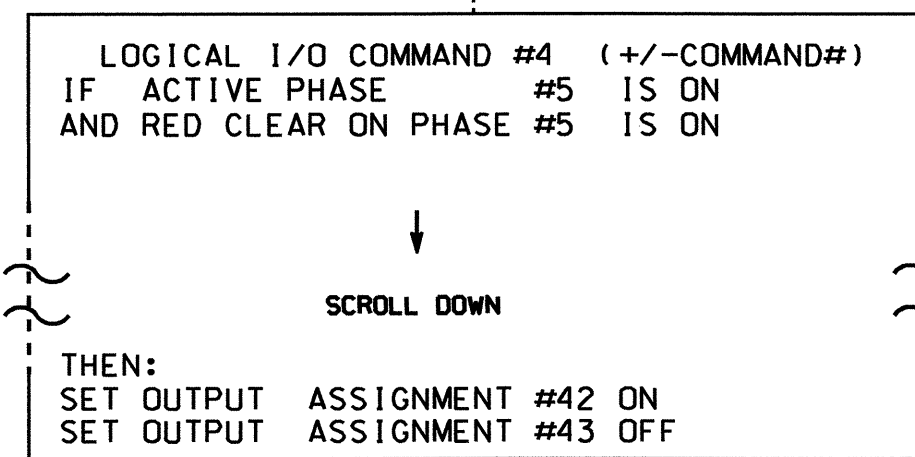 LOGICAL I/O COMMAND #4 (+/-COMMAND#)
IF ACTIVE PHASE #5 IS ON
AND RED CLEAR ON PHASE #5 IS ON
SCROLL DOWN
THEN:
SET OUTPUT ASSIGNMENT #42 ON
SET OUTPUT ASSIGNMENT #43 OFF